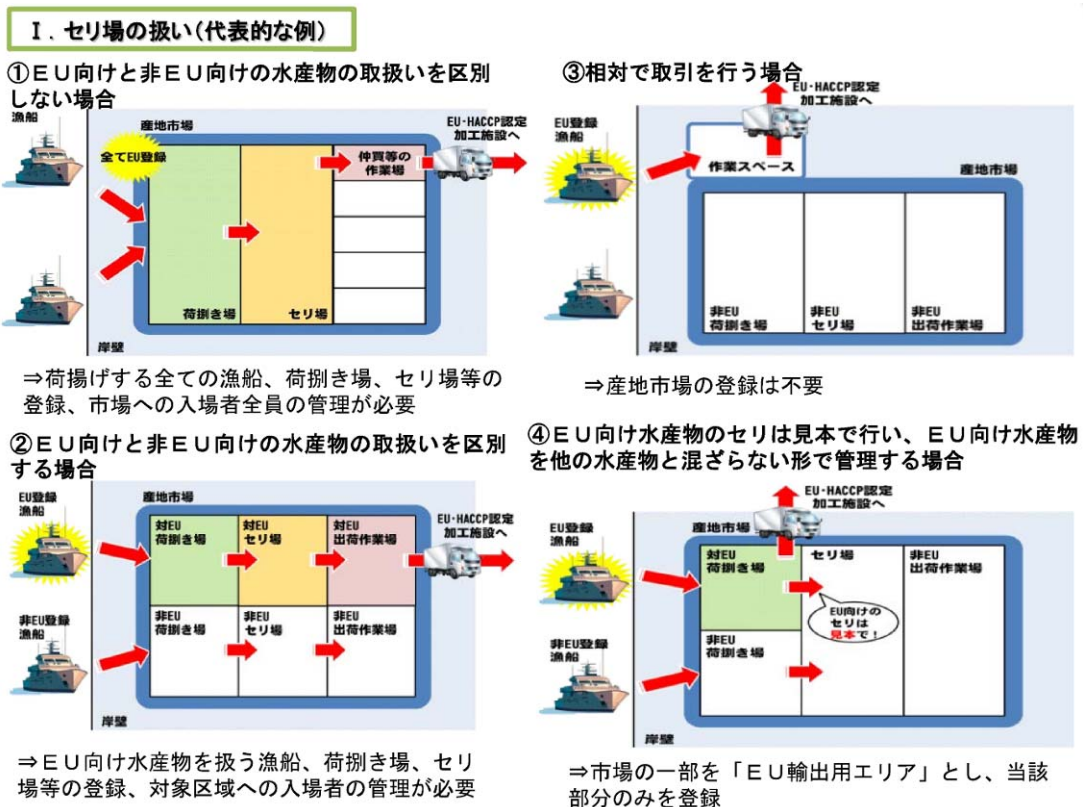 Ⅰ．セリ場の扱い（代表的な例）
①ＥＵ向けと非ＥＵ向けの水産物の取扱いを区別
しない場合
漁船
産地市場
全てEU登録
EU・HACCP認定
加工施設へ
仲買等の
作業場
荷捌き場
セリ場
岸壁
⇒荷揚げする全ての漁船、荷捌き場、セリ場等の
登録、市場への入場者全員の管理が必要
②ＥＵ向けと非ＥＵ向けの水産物の取扱いを区別
する場合
EU登録
漁船
産地市場
対EU
荷捌き場
対EU
セリ場
対EU
出荷作業場
EU・HACCP認定
加工施設へ
非EU登録
漁船
非EU
荷捌き場
非EU
セリ場
非EU
出荷作業場
岸壁
⇒ＥＵ向け水産物を扱う漁船、荷捌き場、セリ
場等の登録、対象区域への入場者の管理が必要
③相対で取引を行う場合
EU・HACCP認定
加工施設へ
EU登録
漁船
作業スペース
産地市場
非EU
荷捌き場
非EU
セリ場
非EU
出荷作業場
岸壁
⇒産地市場の登録は不要
④ＥＵ向け水産物のセリは見本で行い、ＥＵ向け水産物
を他の水産物と混ざらない形で管理する場合
EU・HACCP認定
加工施設へ
EU登録
漁船
産地市場
対EU
荷捌き場
セリ場
非EU
出荷作業場
EU向けの
セリは
見本で！
非EU登録
漁船
非EU
荷捌き場
岸壁
⇒市場の一部を「ＥＵ輸出用エリア」とし、当該
部分のみを登録